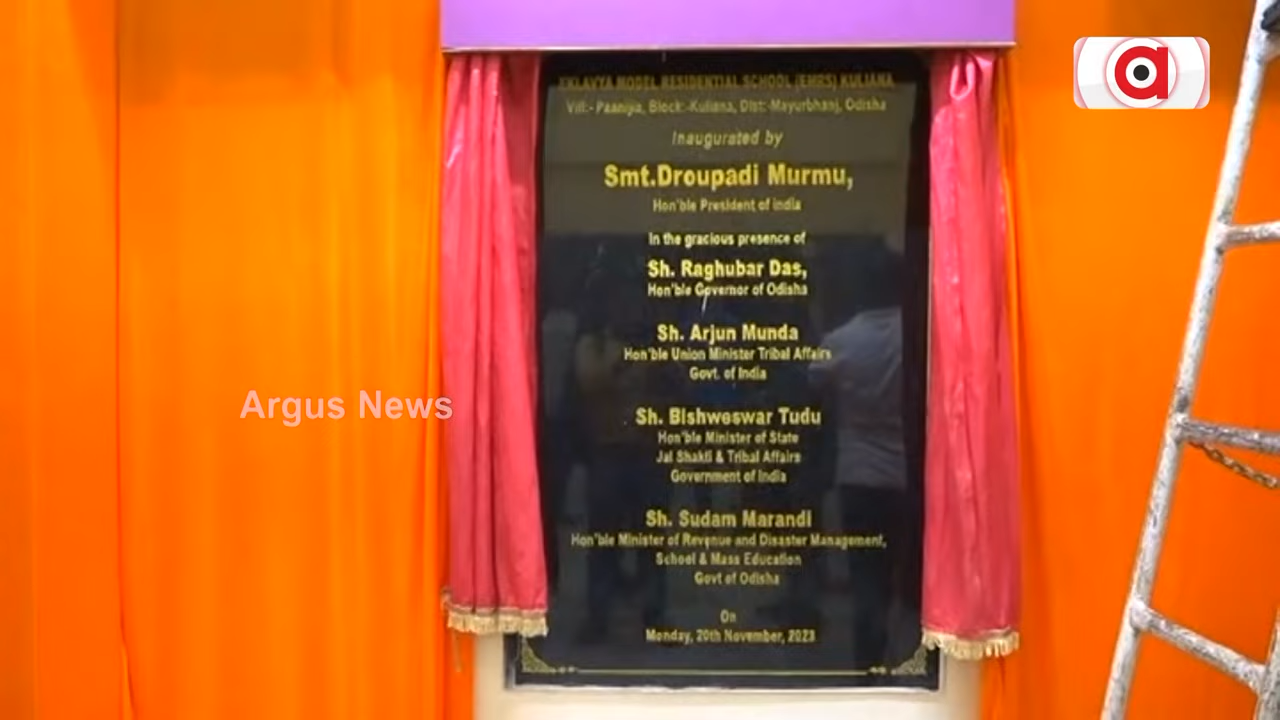 EKLAVYA MODEL RESIDENTIAL SCHOOL (EMRS) KULIANA
Vill:- Paanijia, Block:-Kuliana, Dist:-Mayurbhanj, Odisha
Inaugurated by
Smt.Droupadi Murmu,
Hon'ble President of India
In the gracious presence of
Sh. Raghubar Das,
Hon'ble Governor of Odisha
Sh. Arjun Munda
Hon'ble Union Minister Tribal Affairs
Govt. of India
Sh. Bishweswar Tudu
Hon'ble Minister of State
Jal Shakti & Tribal Affairs
Government of India
Sh. Sudam Marandi
Hon'ble Minister of Revenue and Disaster Management,
School & Mass Education
Govt of Odisha
On
Monday, 20th November, 2023
Argus News
a